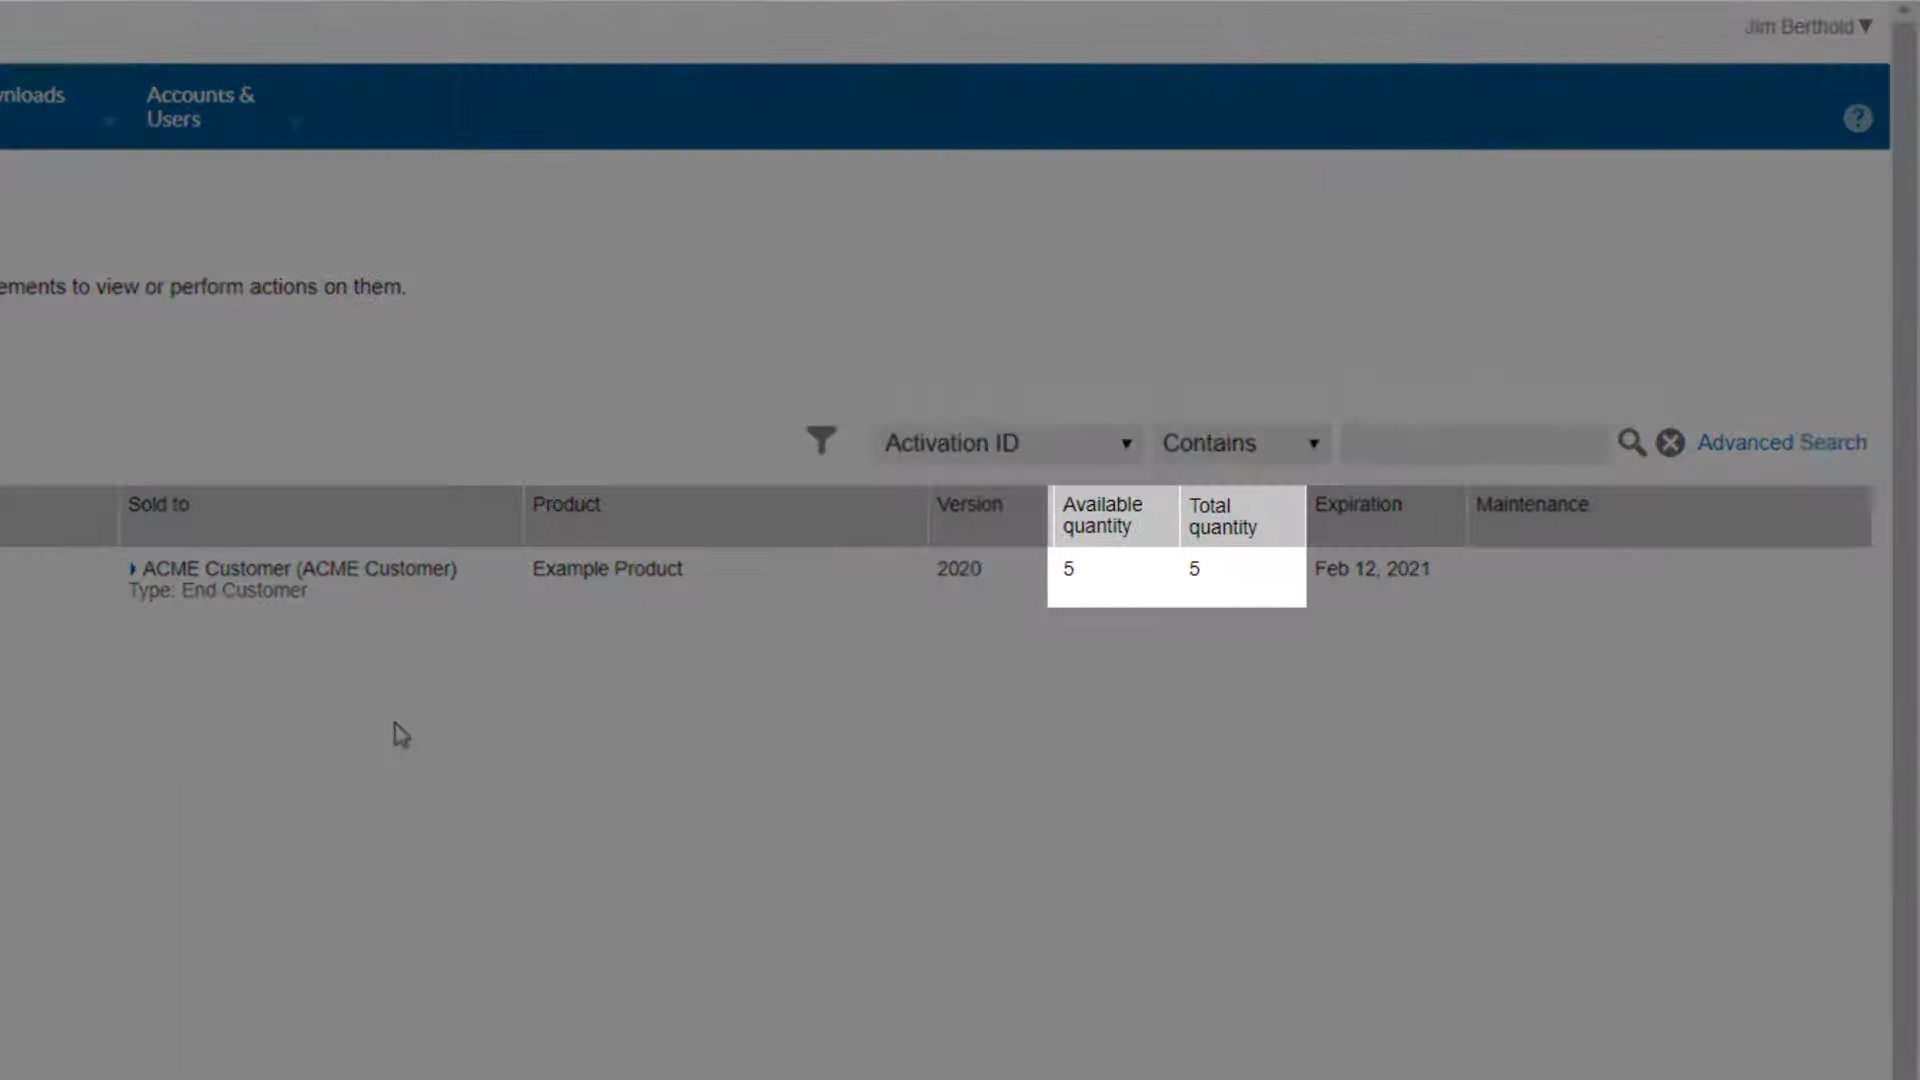 Jim Berthold
wnloads
Accounts &
Users
?
ements to view or perform actions on them.
Activation ID
Contains
Advanced Search
Sold to
Product
Version
Available
quantity
Total
quantity
Expiration
Maintenance
ACME Customer (ACME Customer)
Type: End Customer
Example Product
2020
5
5
Feb 12, 2021